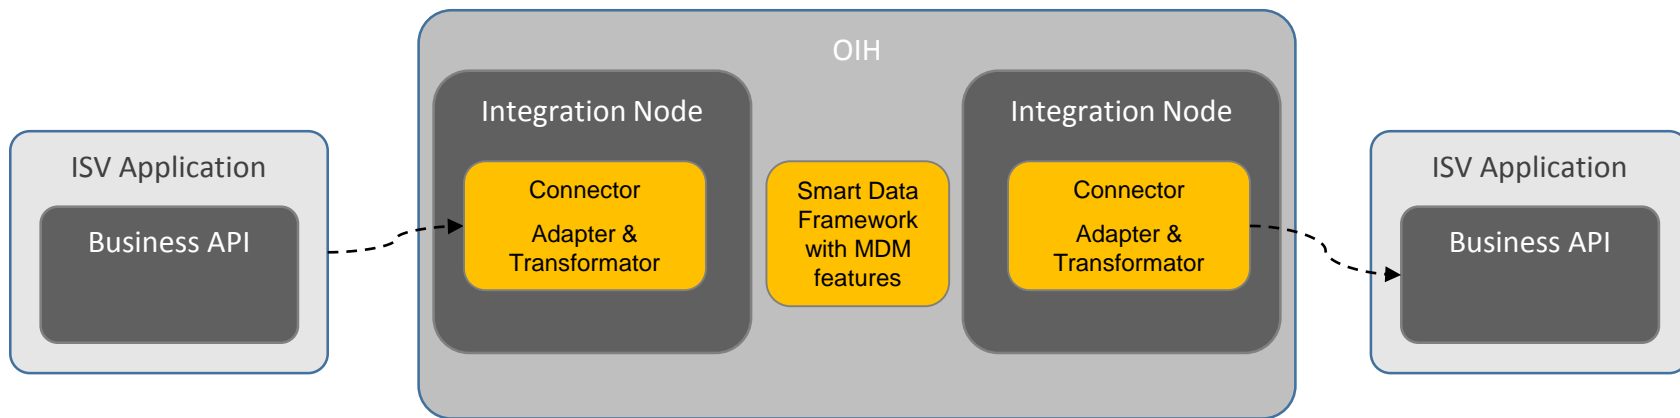 OIH
ISV Application
Business API
Integration Node
Connector
Adapter &
Transformator
Smart Data
Framework
with MDM
features
Integration Node
Connector
Adapter &
Transformator
ISV Application
Business API